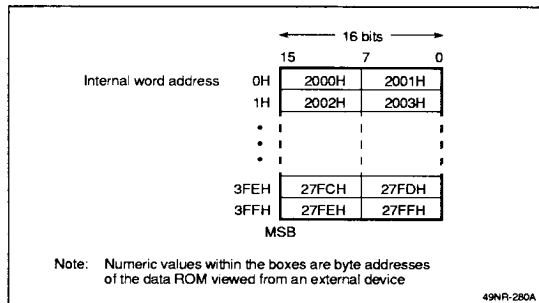 16 bits
15 7 0
Internal word address 0H 2000H 2001H
1H 2002H 2003H
3FEH 27FCH 27FDH
3FFH 27FEH 27FFH
MSB
Note: Numeric values within the boxes are byte addresses
of the data ROM viewed from an external device
49NR-280A